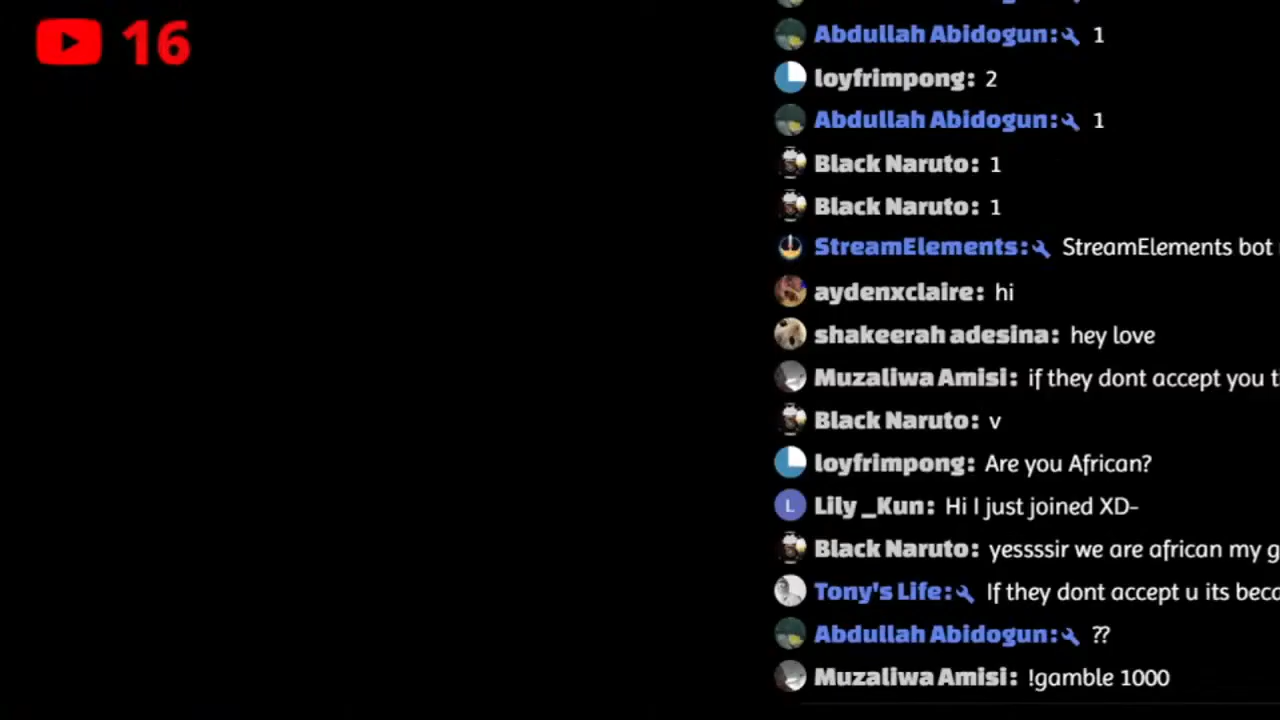 16
Abdullah Abidogun: 1
loyfrimpong: 2
Abdullah Abidogun: 1
Black Naruto: 1
Black Naruto: 1
StreamElements: StreamElements bot
aydenxclaire: hi
shakeerah adesina: hey love
Muzaliwa Amisi: if they dont accept you t
Black Naruto: v
loyfrimpong: Are you African?
L
Lily _Kun: Hi I just joined XD-
Black Naruto: yessssir we are african my g
Tony's Life: If they dont accept u its beco
Abdullah Abidogun: ??
Muzaliwa Amisi: !gamble 1000